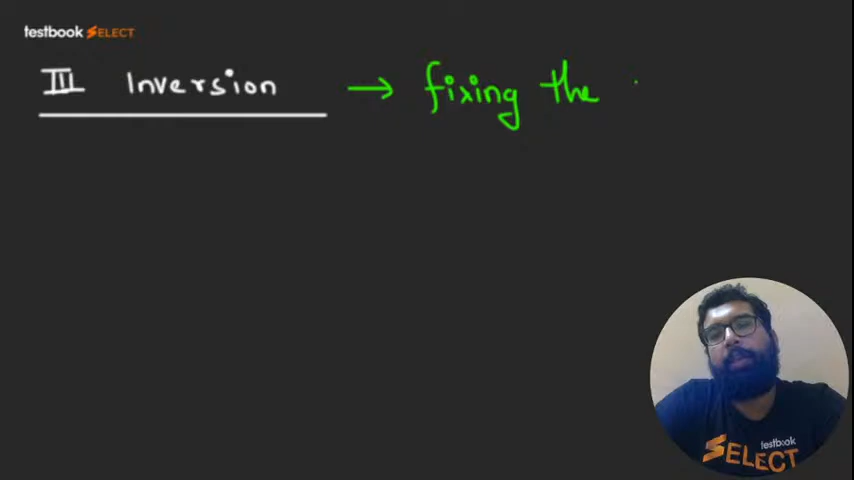 testbook SELECT
III Inversion → fixing the
testbook
SELECT